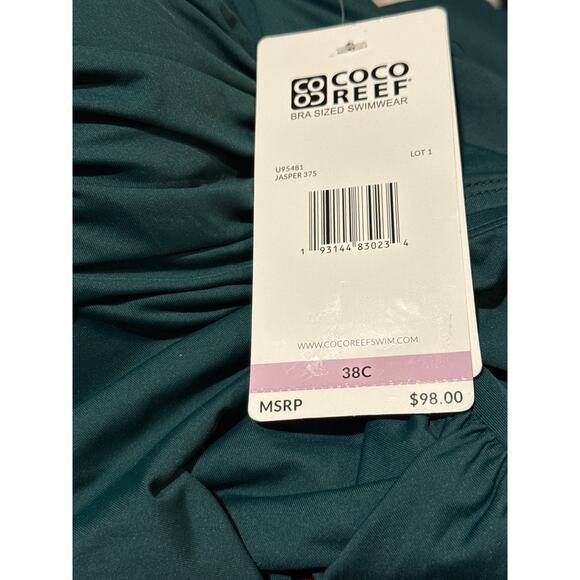 COCO
REEF®
BRA SIZED SWIMWEAR
U95481
LOT 1
JASPER 375
1 93144 83023 4
WWW.COCOREEFSWIM.COM
38C
MSRP $98.00